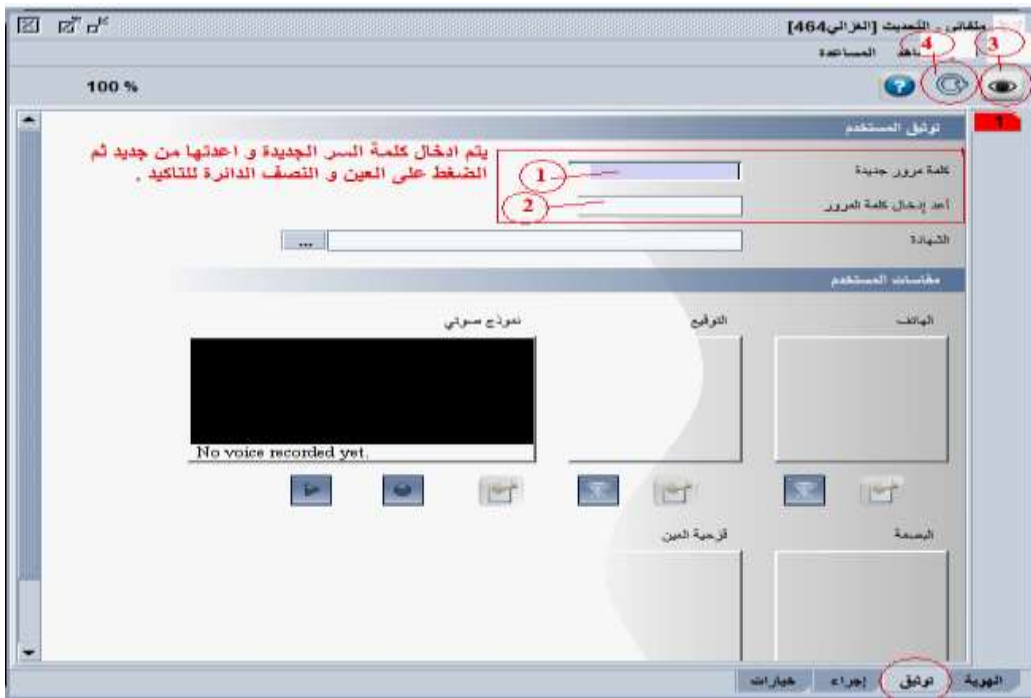 ملفاتي - التحديث [الغزالي464]
المساعدة
3
4
100 %
1
توثيق المستخدم
يتم ادخال كلمة السر الجديدة و اعدتها من جديد ثم
الضغط على العين و النصف الدائرة للتاكيد .
كلمة مرور جديدة
1
أعد إدخال كلمة المرور
2
الشهادة
...
مقاسات المستخدم
الهاتف
التوقيع
نموذج صوتي
No voice recorded yet.
البصمة
قزحية العين
الهوية
توثيق
إجراء
خيارات